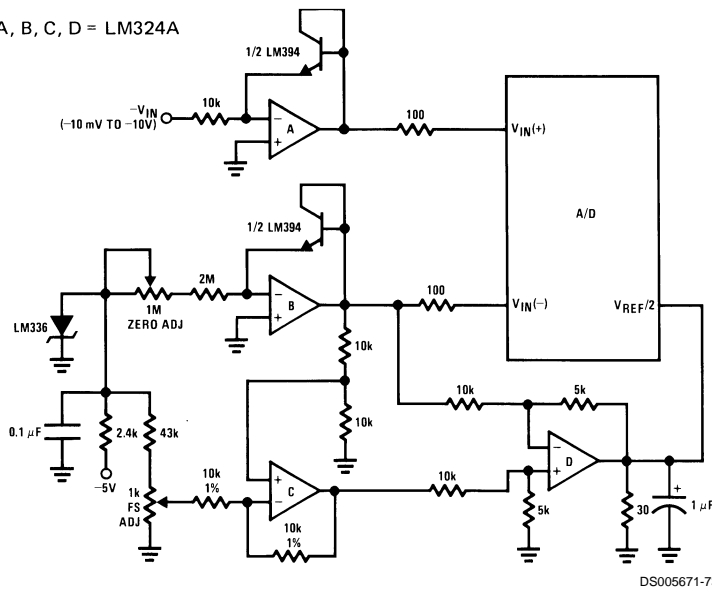 A, B, C, D = LM324A
1/2 LM394
−VIN
(−10 mV TO −10V)
10k
−
+
A
100
VIN(+)
A/D
1/2 LM394
2M
1M
ZERO ADJ
LM336
−
+
B
100
VIN(−)
VREF/2
10k
10k
10k
5k
0.1 μF
2.4k
43k
−5V
1k
FS
ADJ
10k
1%
+
−
C
10k
1%
10k
−
+
D
5k
30
+
1 μF
DS005671-7